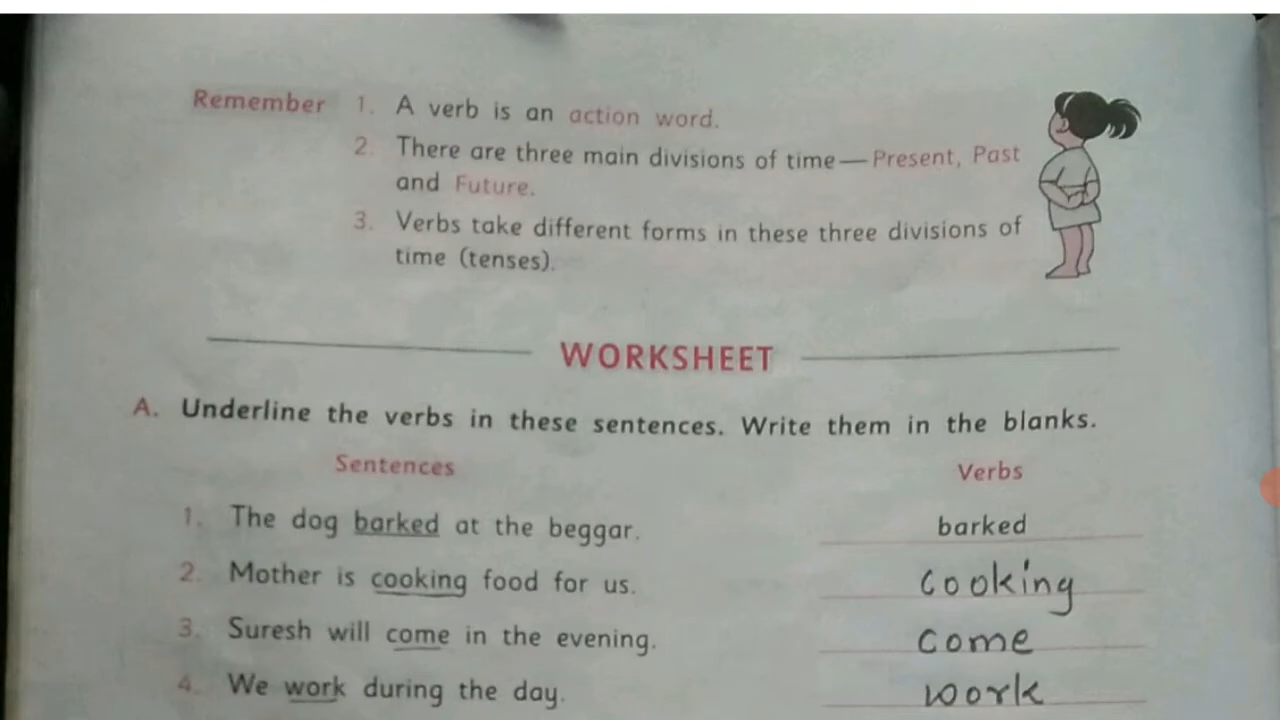 Remember 1. A verb is an action word.
2. There are three main divisions of time—Present, Past
and Future.
3. Verbs take different forms in these three divisions of
time (tenses).
WORKSHEET
A. Underline the verbs in these sentences. Write them in the blanks.
Sentences Verbs
1. The dog barked at the beggar. barked
2. Mother is cooking food for us. cooking
3. Suresh will come in the evening. come
4. We work during the day. work